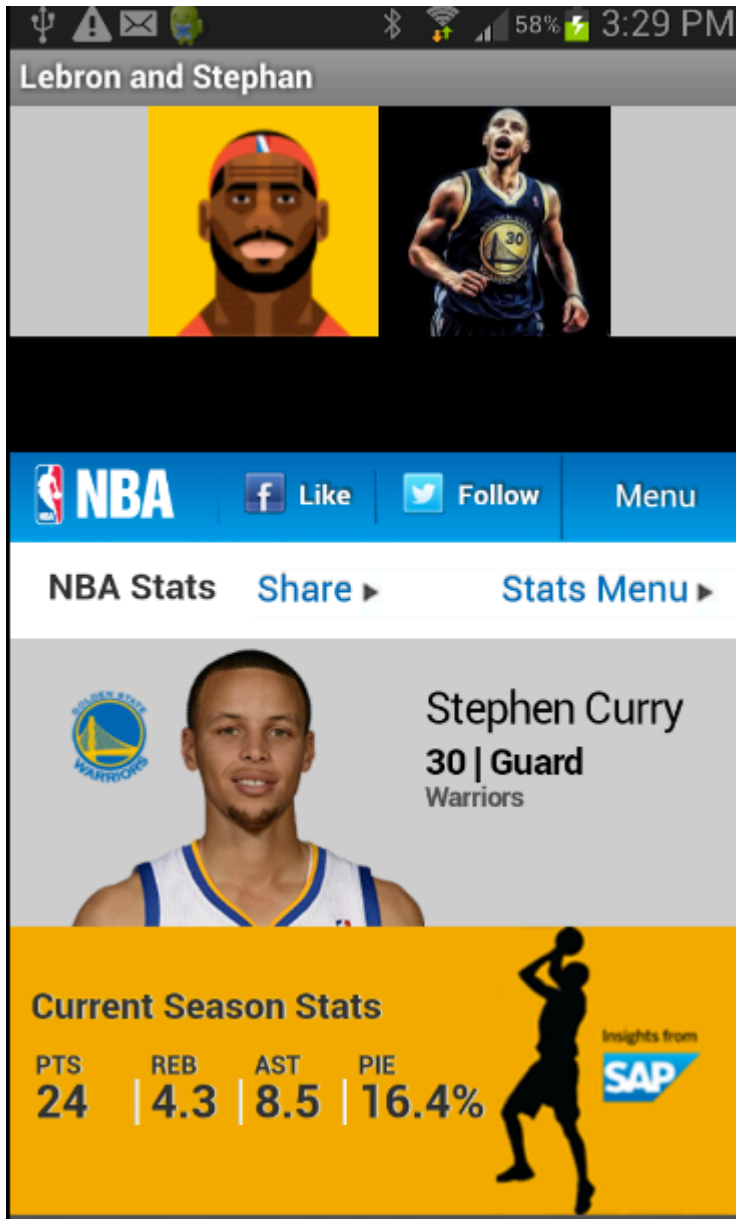 58% 3:29 PM
Lebron and Stephan
30
NBA Like Follow Menu
NBA Stats Share Stats Menu
GOLDEN STATE
WARRIORS
Stephen Curry
30 | Guard
Warriors
Current Season Stats
PTS REB AST PIE
24 4.3 8.5 16.4%
Insights from
SAP